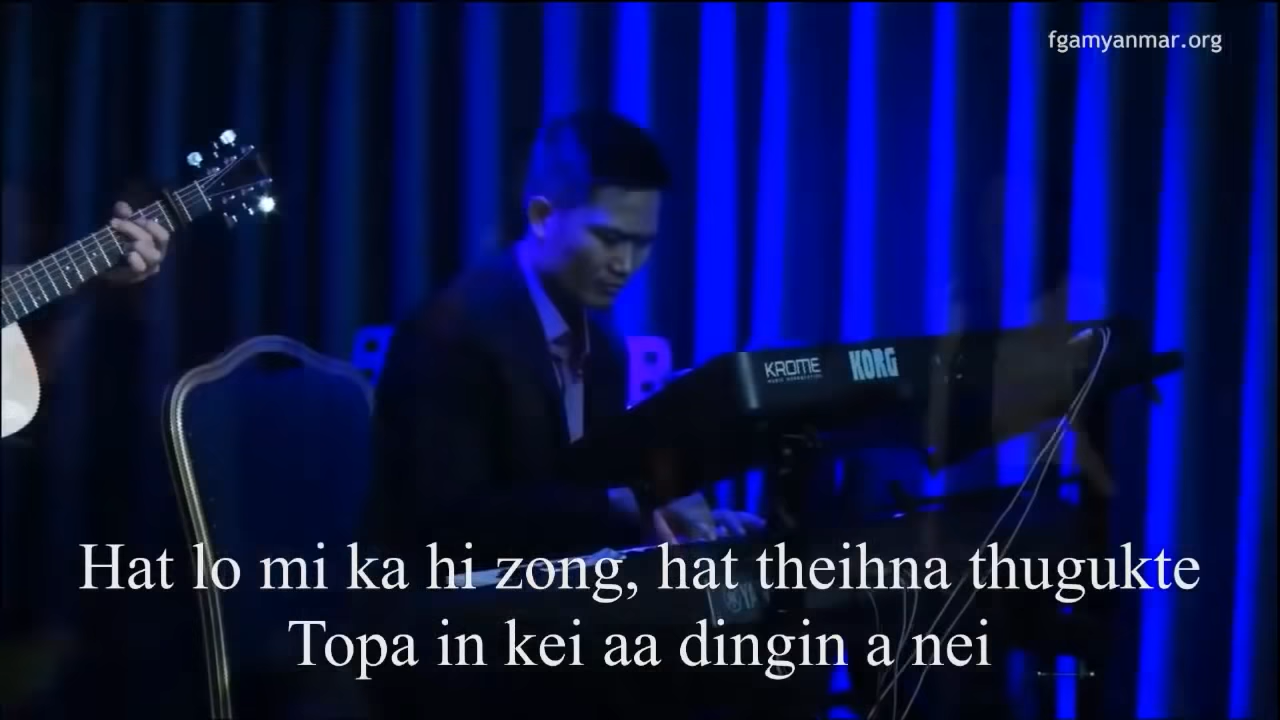 fgamyanmar.org
KROME
KORG
B
Hat lo mi ka hi zong, hat theihna thugukte
Topa in kei aa dingin a nei